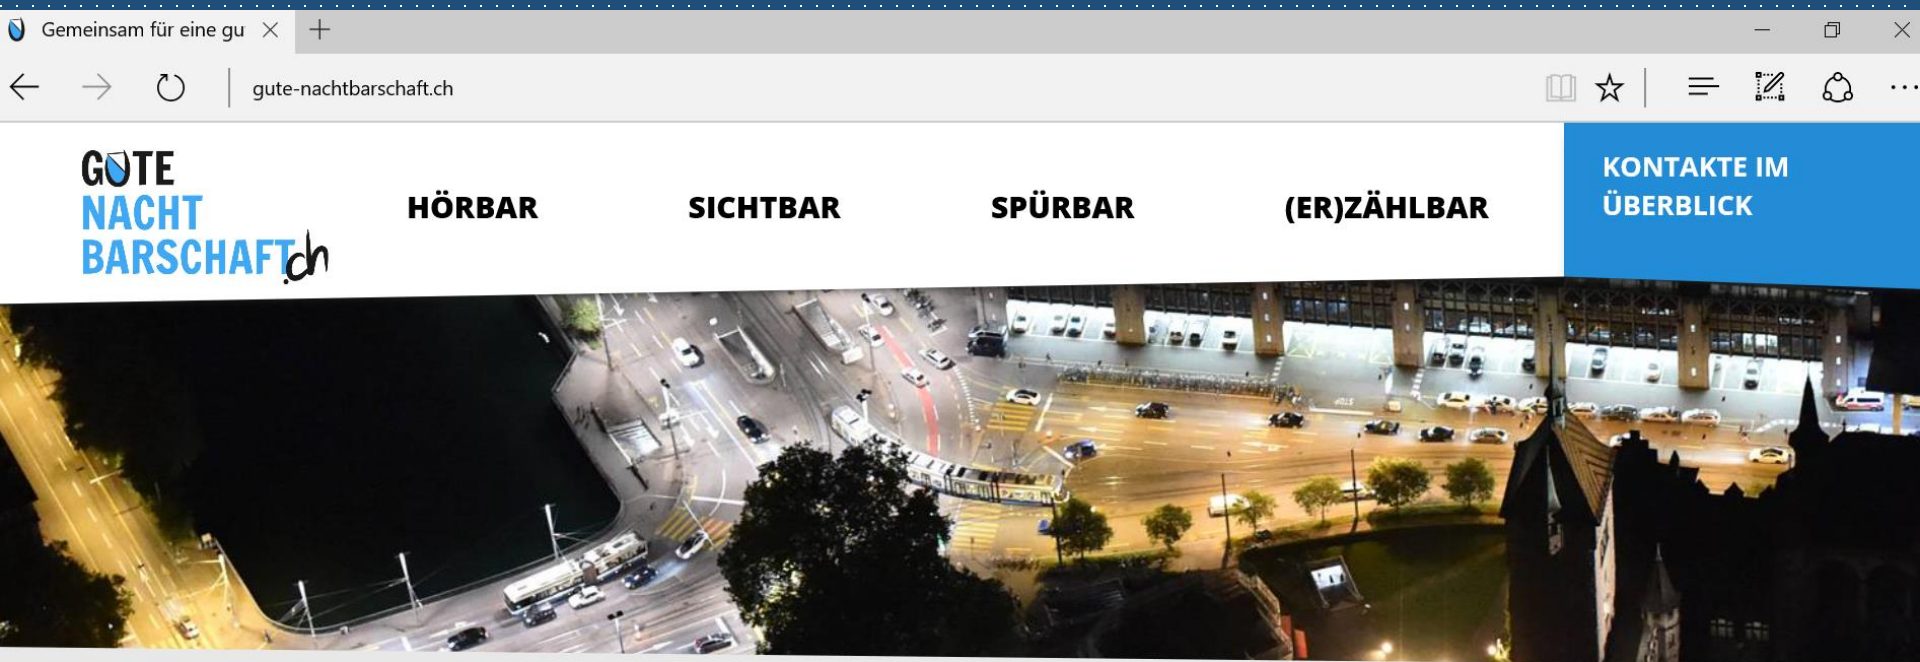 Gemeinsam für eine gu
gute-nachtbarschaft.ch
GUTE
NACHT
BARSCHAFT.ch
HÖRBAR
SICHTBAR
SPÜRBAR
(ER)ZÄHLBAR
KONTAKTE IM
ÜBERBLICK